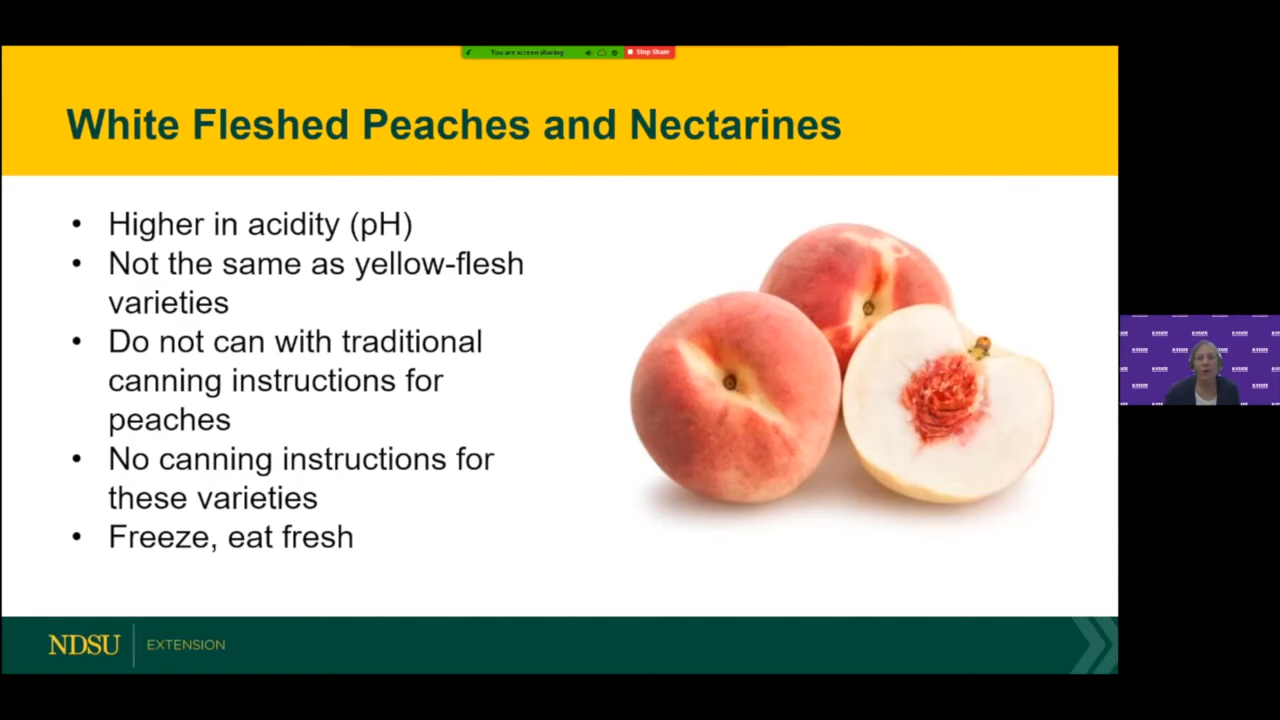 You are screen sharing
Stop Share
White Fleshed Peaches and Nectarines
• Higher in acidity (pH)
• Not the same as yellow-flesh
varieties
• Do not can with traditional
canning instructions for
peaches
• No canning instructions for
these varieties
• Freeze, eat fresh
NDSU
EXTENSION